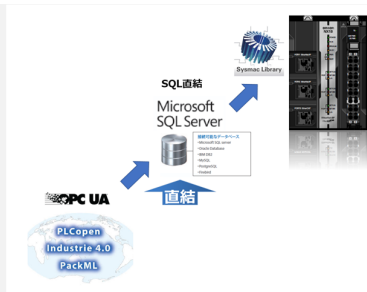 Sysmac Library
SQL直結
Microsoft
SQL Server
接続可能なデータベース
・Microsoft SQL server
・Oracle Database
・IBM DB2
・MySQL
・PostgreSQL
・Firebird
直結
OPC UA
PLCopen
Industrie 4.0
PackML